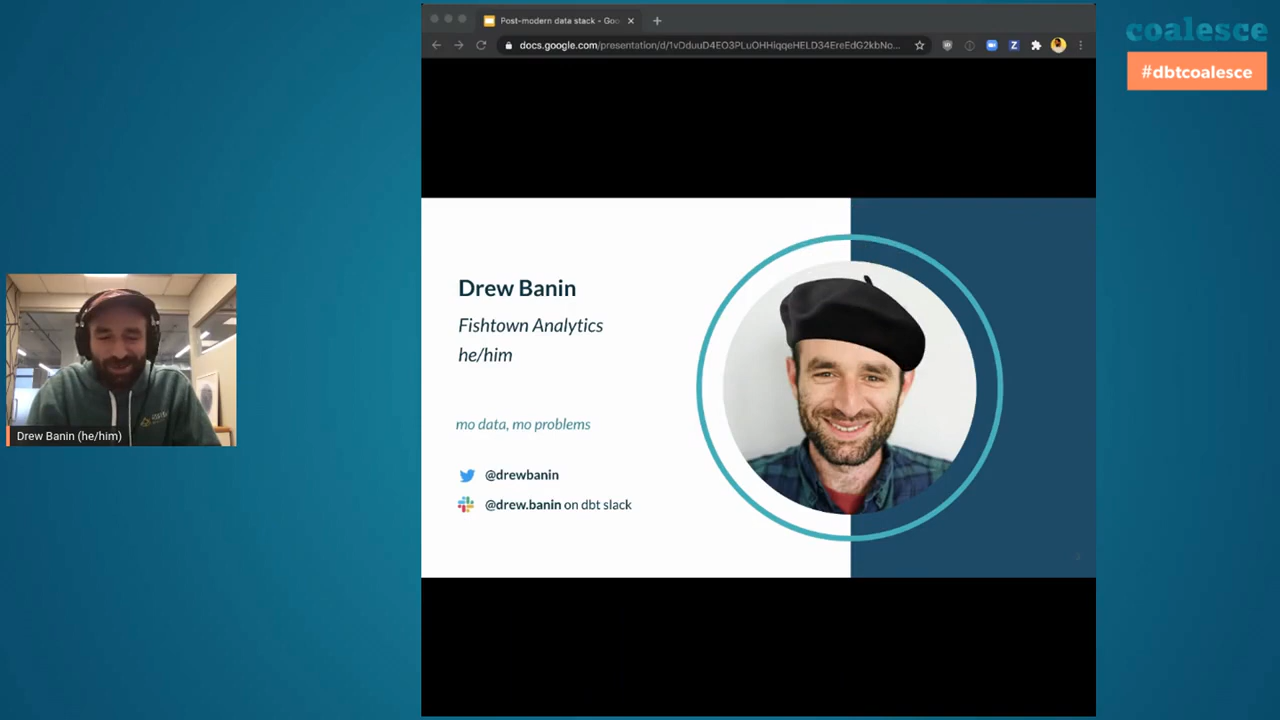 Post-modern data stack - Goo
docs.google.com/presentation/d/1vDduuD4EO3PLuOHHiqqeHELD34EreEdG2kbNo...
coalesce
#dbtcoalesce
Drew Banin
Fishtown Analytics
he/him
mo data, mo problems
@drewbanin
@drew.banin on dbt slack
Drew Banin (he/him)